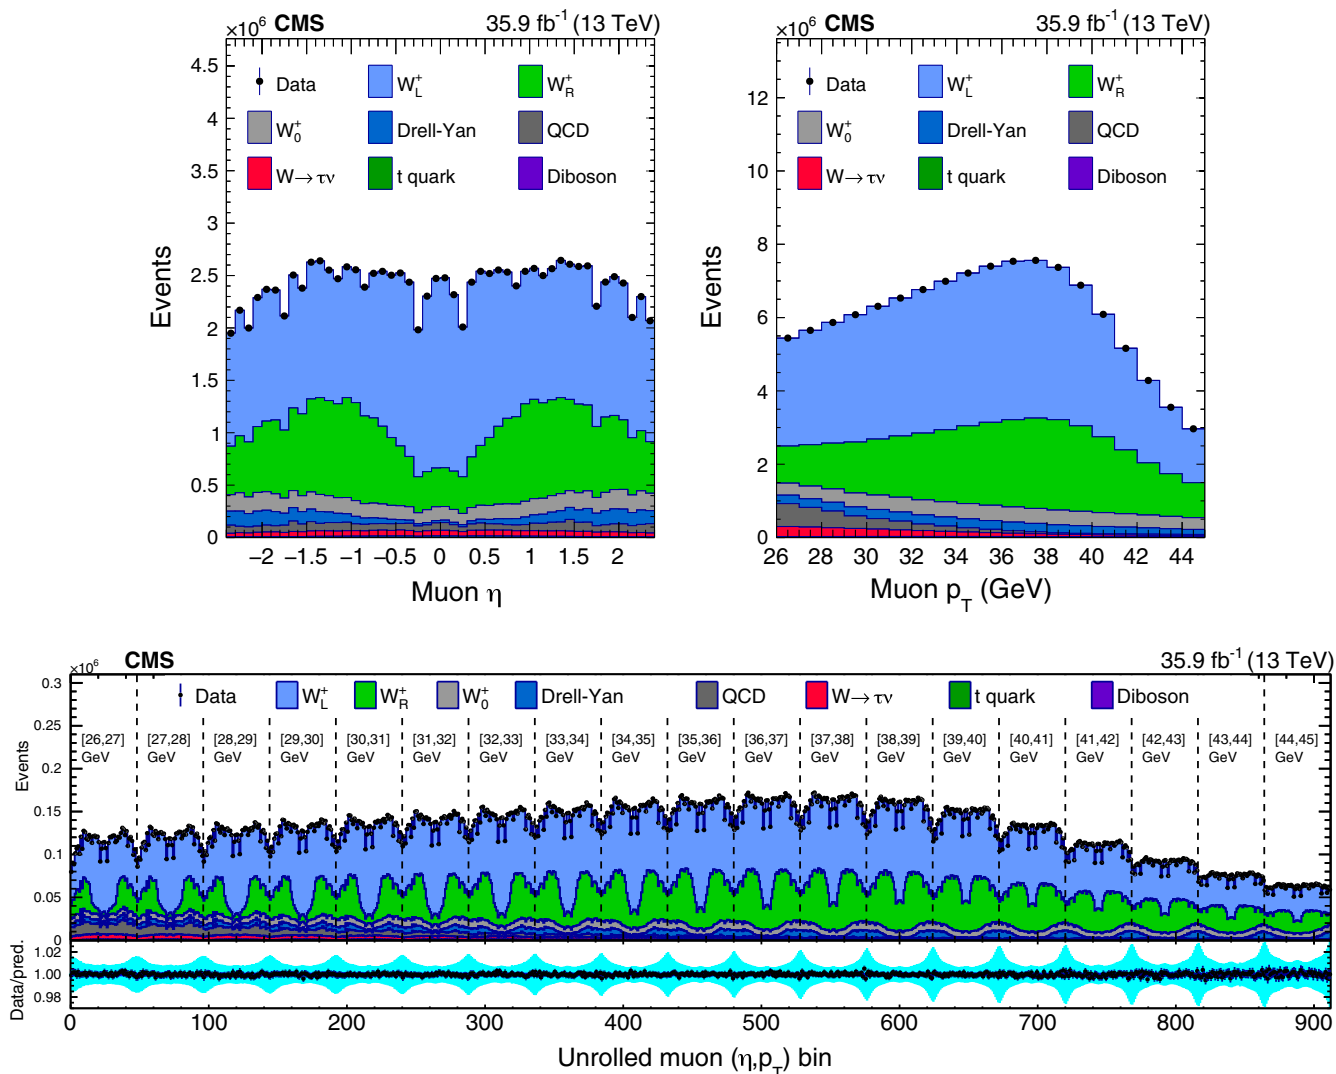 ×10⁶ CMS 35.9 fb⁻¹ (13 TeV)
Events
4.5
4
3.5
3
2.5
2
1.5
1
0.5
0
Data W⁺_L W⁺_R
W⁺₀ Drell-Yan QCD
W→τν t quark Diboson
−2 −1.5 −1 −0.5 0 0.5 1 1.5 2
Muon η
×10⁶ CMS 35.9 fb⁻¹ (13 TeV)
Events
12
10
8
6
4
2
0
Data W⁺_L W⁺_R
W⁺₀ Drell-Yan QCD
W→τν t quark Diboson
26 28 30 32 34 36 38 40 42 44
Muon p_T (GeV)
×10⁶ CMS 35.9 fb⁻¹ (13 TeV)
Events
0.3
0.25
0.2
0.15
0.1
0.05
0
Data W⁺_L W⁺_R W⁺₀ Drell-Yan QCD W→τν t quark Diboson
[26,27] [27,28] [28,29] [29,30] [30,31] [31,32] [32,33] [33,34] [34,35] [35,36] [36,37] [37,38] [38,39] [39,40] [40,41] [41,42] [42,43] [43,44] [44,45]
GeV GeV GeV GeV GeV GeV GeV GeV GeV GeV GeV GeV GeV GeV GeV GeV GeV GeV GeV
Data/pred.
1.02
1.00
0.98
0 100 200 300 400 500 600 700 800 900
Unrolled muon (η,p_T) bin